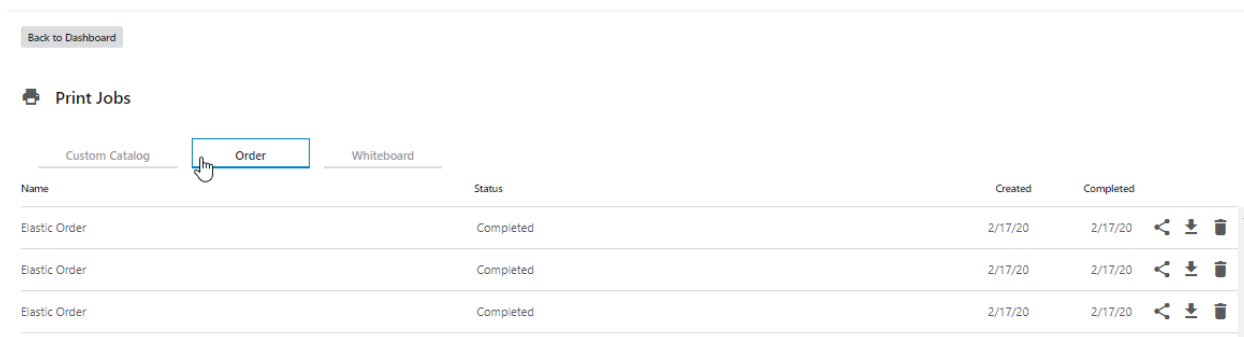 Back to Dashboard
Print Jobs
Custom Catalog Order Whiteboard
Name Status Created Completed
Elastic Order Completed 2/17/20 2/17/20
Elastic Order Completed 2/17/20 2/17/20
Elastic Order Completed 2/17/20 2/17/20